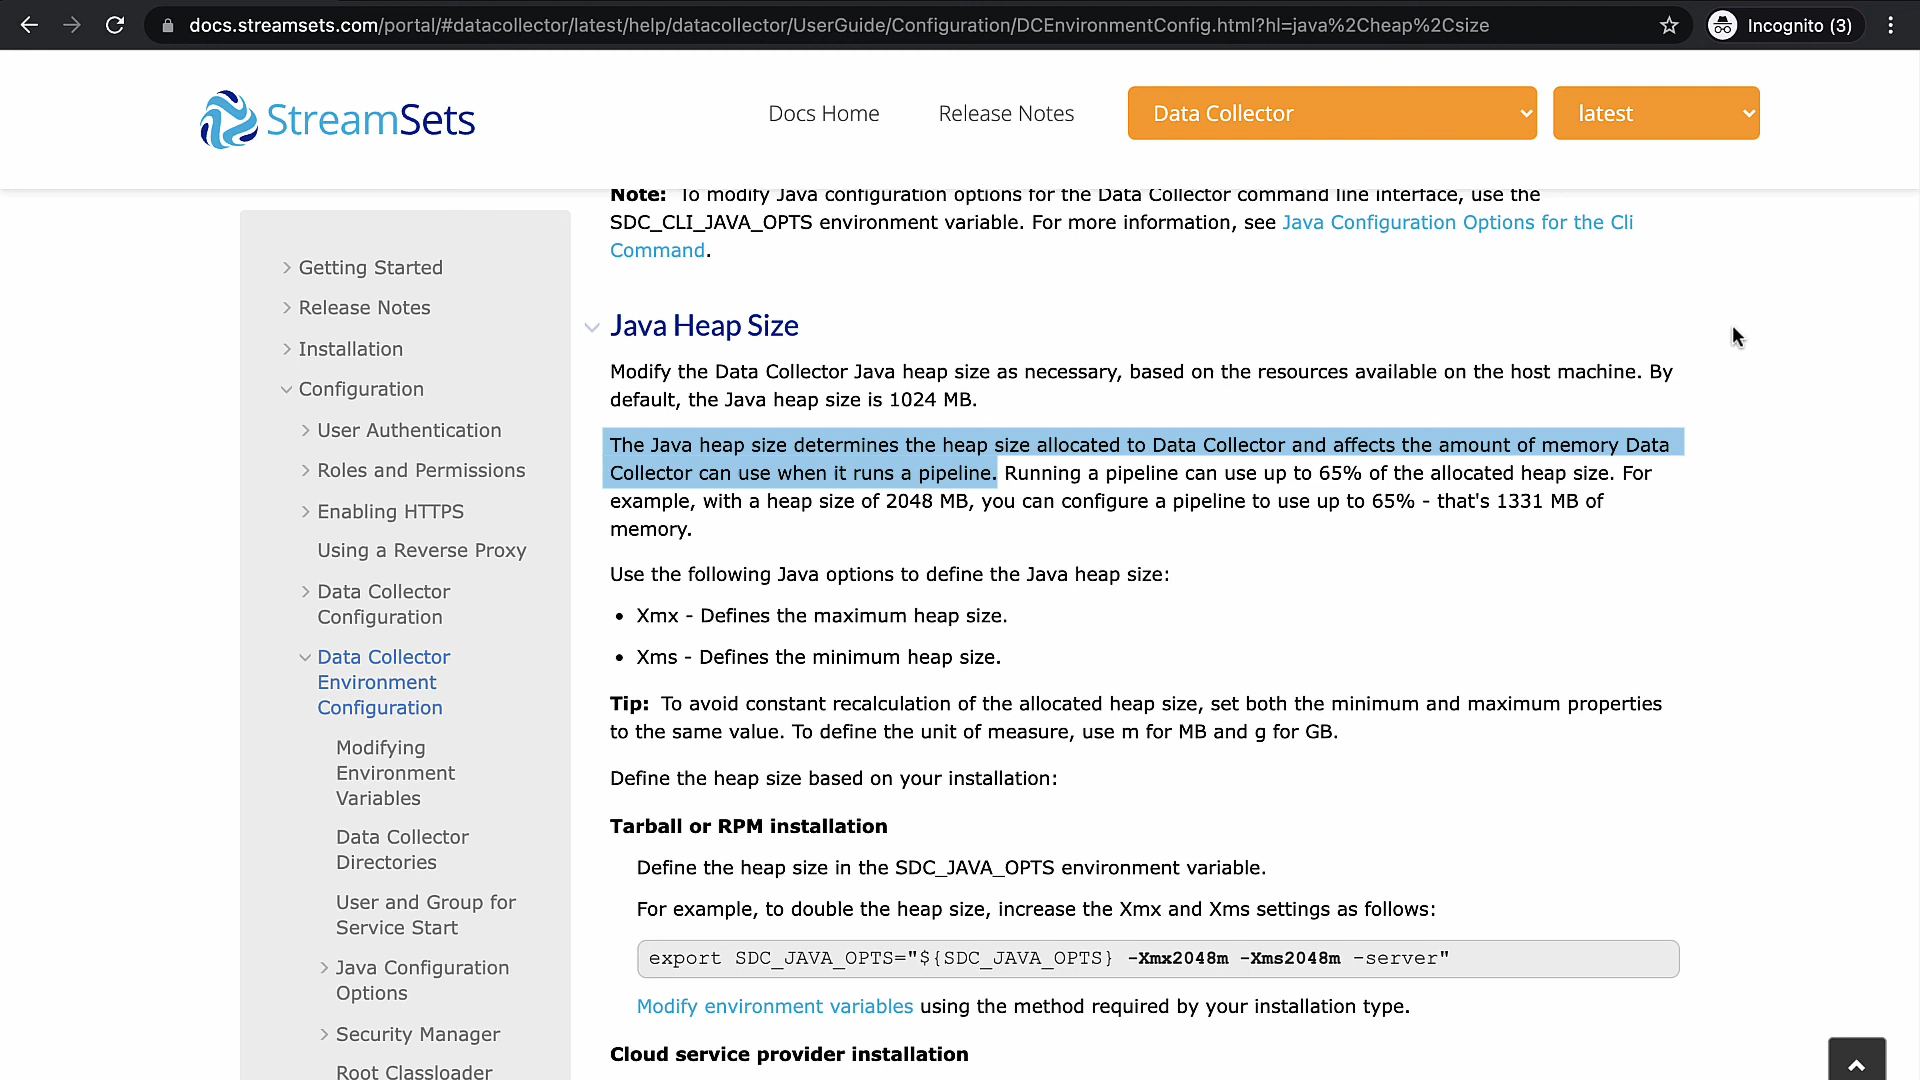 docs.streamsets.com/portal/#datacollector/latest/help/datacollector/UserGuide/Configuration/DCEnvironmentConfig.html?hl=java%2Cheap%2Csize
Incognito (3)
StreamSets
Docs Home
Release Notes
Data Collector
latest
Getting Started
Release Notes
Installation
Configuration
User Authentication
Roles and Permissions
Enabling HTTPS
Using a Reverse Proxy
Data Collector
Configuration
Data Collector
Environment
Configuration
Modifying
Environment
Variables
Data Collector
Directories
User and Group for
Service Start
Java Configuration
Options
Security Manager
Root Classloader
Note: To modify Java configuration options for the Data Collector command line interface, use the
SDC_CLI_JAVA_OPTS environment variable. For more information, see Java Configuration Options for the Cli
Command.
Java Heap Size
Modify the Data Collector Java heap size as necessary, based on the resources available on the host machine. By
default, the Java heap size is 1024 MB.
The Java heap size determines the heap size allocated to Data Collector and affects the amount of memory Data
Collector can use when it runs a pipeline. Running a pipeline can use up to 65% of the allocated heap size. For
example, with a heap size of 2048 MB, you can configure a pipeline to use up to 65% - that's 1331 MB of
memory.
Use the following Java options to define the Java heap size:
• Xmx - Defines the maximum heap size.
• Xms - Defines the minimum heap size.
Tip: To avoid constant recalculation of the allocated heap size, set both the minimum and maximum properties
to the same value. To define the unit of measure, use m for MB and g for GB.
Define the heap size based on your installation:
Tarball or RPM installation
Define the heap size in the SDC_JAVA_OPTS environment variable.
For example, to double the heap size, increase the Xmx and Xms settings as follows:
export SDC_JAVA_OPTS="${SDC_JAVA_OPTS} -Xmx2048m -Xms2048m -server"
Modify environment variables using the method required by your installation type.
Cloud service provider installation